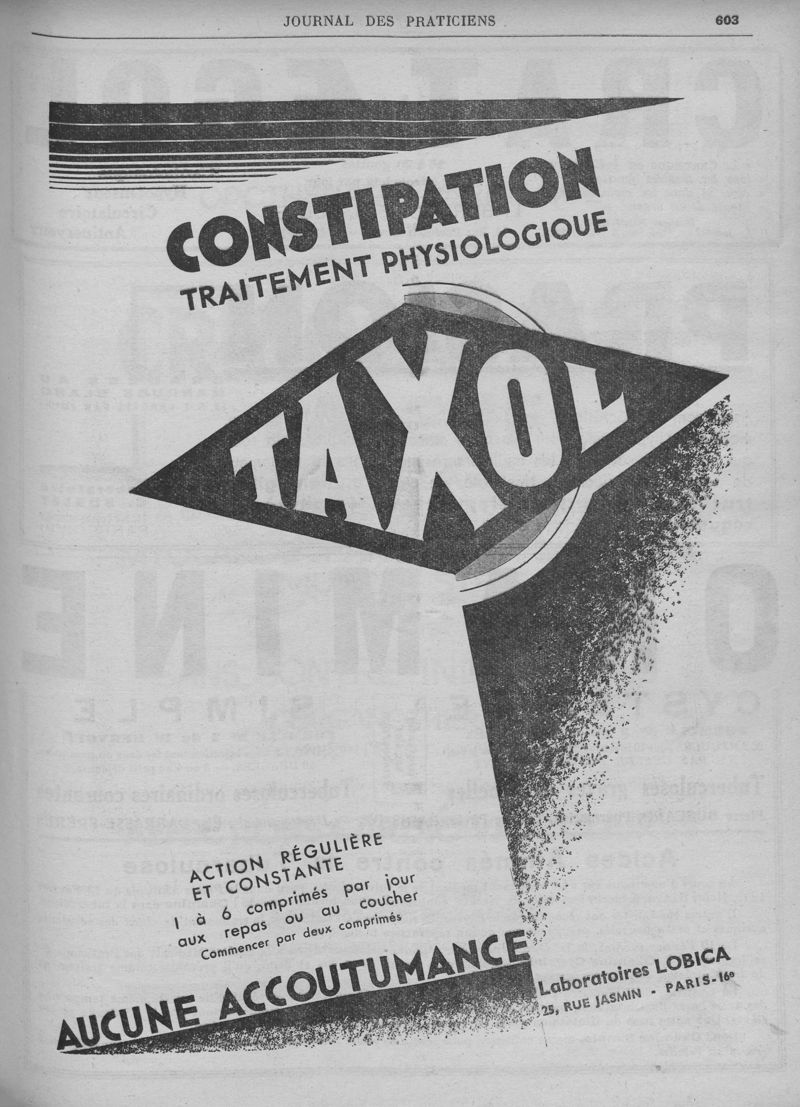 JOURNAL DES PRATICIENS
603
CONSTIPATION
TRAITEMENT PHYSIOLOGIQUE
TAXOL
ACTION RÉGULIÈRE
ET CONSTANTE
1 à 6 comprimés par jour
aux repas ou au coucher
Commencer par deux comprimés
AUCUNE ACCOUTUMANCE
Laboratoires LOBICA
25, RUE JASMIN - PARIS-16e